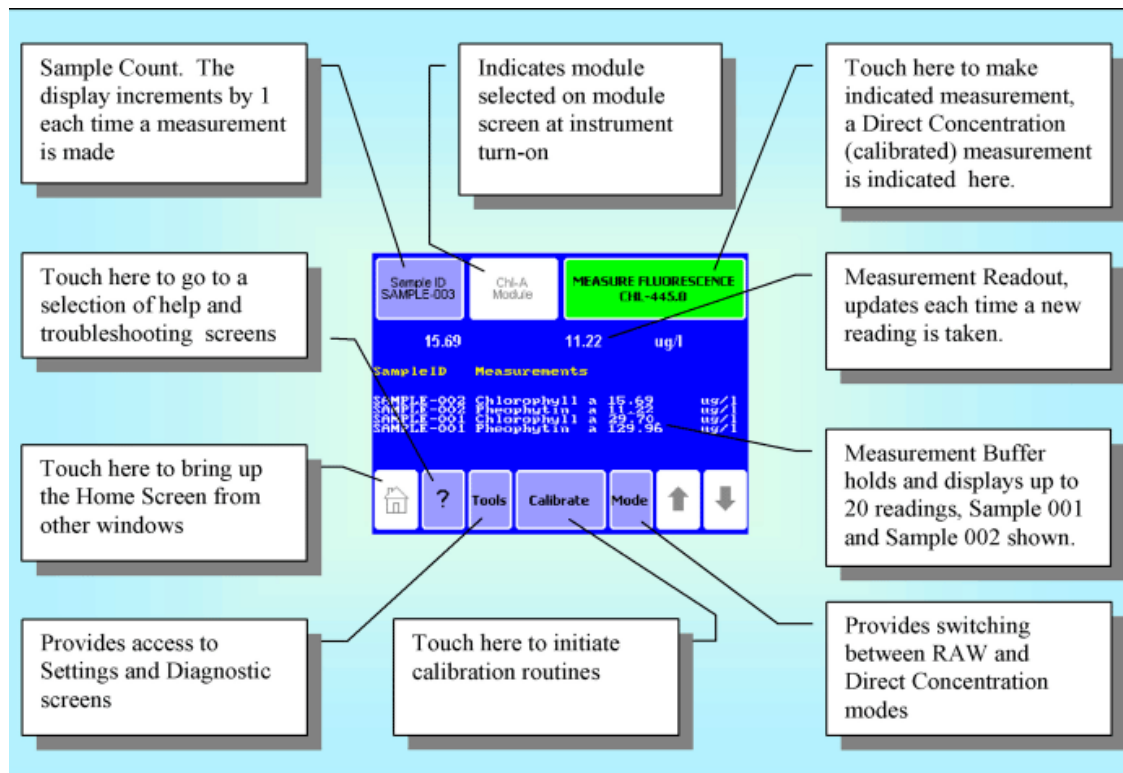 Sample Count. The
display increments by 1
each time a measurement
is made
Indicates module
selected on module
screen at instrument
turn-on
Touch here to make
indicated measurement,
a Direct Concentration
(calibrated) measurement
is indicated here.
Touch here to go to a
selection of help and
troubleshooting screens
Sample ID
SAMPLE-003
Chl-A
Module
MEASURE FLUORESCENCE
CHL-445.0
15.69 11.22 ug/l
SampleID Measurements
SAMPLE-002 Chlorophyll a 15.69 ug/l
SAMPLE-002 Pheophytin a 11.22 ug/l
SAMPLE-001 Chlorophyll a 29.70 ug/l
SAMPLE-001 Pheophytin a 129.96 ug/l
? Tools Calibrate Mode
Measurement Readout,
updates each time a new
reading is taken.
Touch here to bring up
the Home Screen from
other windows
Measurement Buffer
holds and displays up to
20 readings, Sample 001
and Sample 002 shown.
Provides access to
Settings and Diagnostic
screens
Touch here to initiate
calibration routines
Provides switching
between RAW and
Direct Concentration
modes